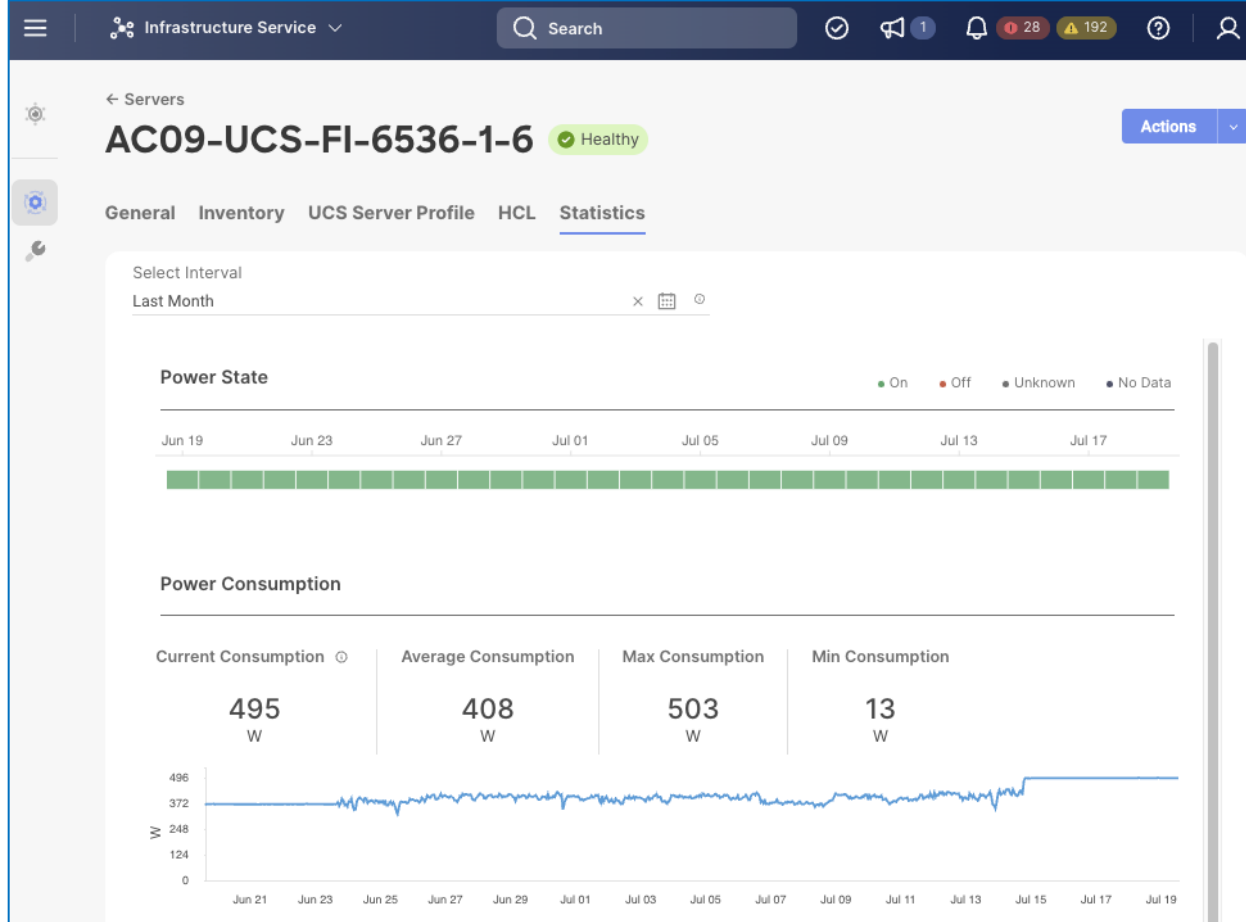 Infrastructure Service
Search
1
28
192
← Servers
AC09-UCS-FI-6536-1-6
Healthy
Actions
General Inventory UCS Server Profile HCL Statistics
Select Interval
Last Month
Power State
On Off Unknown No Data
Jun 19 Jun 23 Jun 27 Jul 01 Jul 05 Jul 09 Jul 13 Jul 17
Power Consumption
Current Consumption Average Consumption Max Consumption Min Consumption
495 408 503 13
W W W W
496
372
248
124
0
W
Jun 21 Jun 23 Jun 25 Jun 27 Jun 29 Jul 01 Jul 03 Jul 05 Jul 07 Jul 09 Jul 11 Jul 13 Jul 15 Jul 17 Jul 19